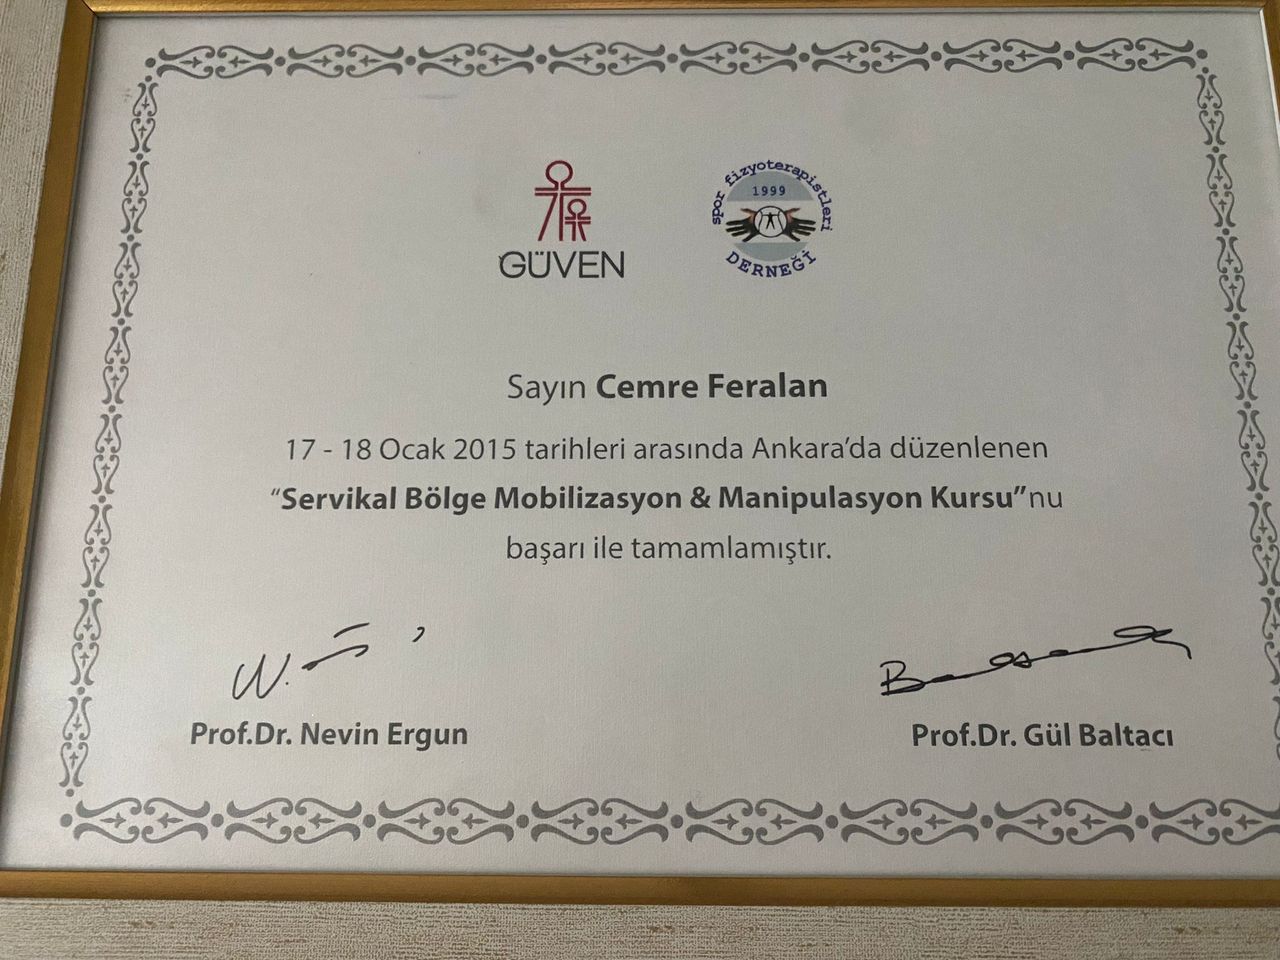 GÜVEN
spor fizyoterapistleri
1999
DERNEĞİ
Sayın Cemre Feralan
17 - 18 Ocak 2015 tarihleri arasında Ankara’da düzenlenen
“Servikal Bölge Mobilizasyon & Manipulasyon Kursu”nu
başarı ile tamamlamıştır.
Prof.Dr. Nevin Ergun
Prof.Dr. Gül Baltacı